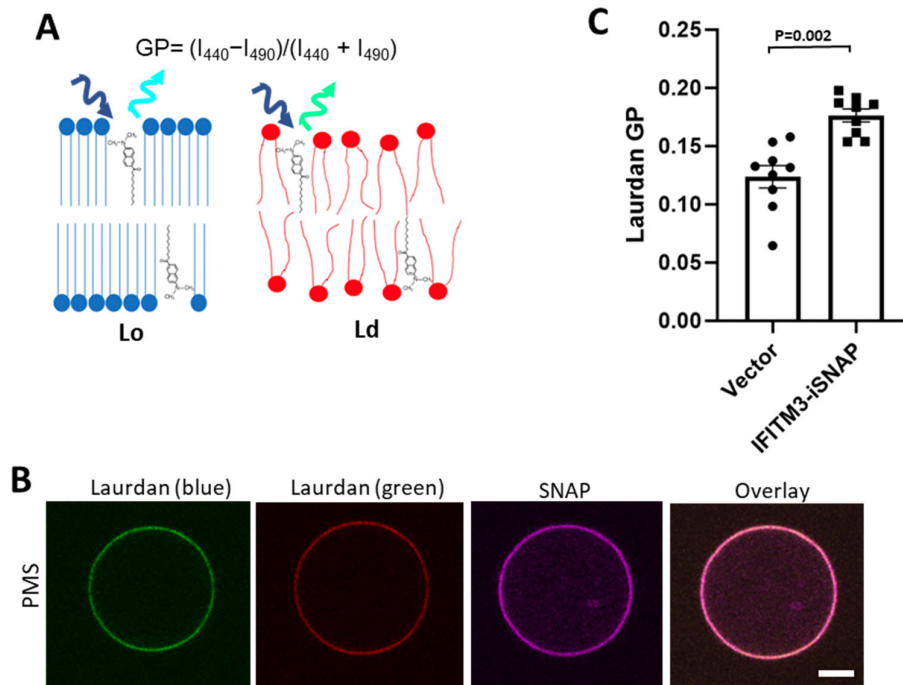 A
GP= (I₄₄₀−I₄₉₀)/(I₄₄₀ + I₄₉₀)
Lo
Ld
C
P=0.002
Laurdan GP
0.25
0.20
0.15
0.10
0.05
0.00
Vector
IFITM3-iSNAP
B
Laurdan (blue)
Laurdan (green)
SNAP
Overlay
PMS